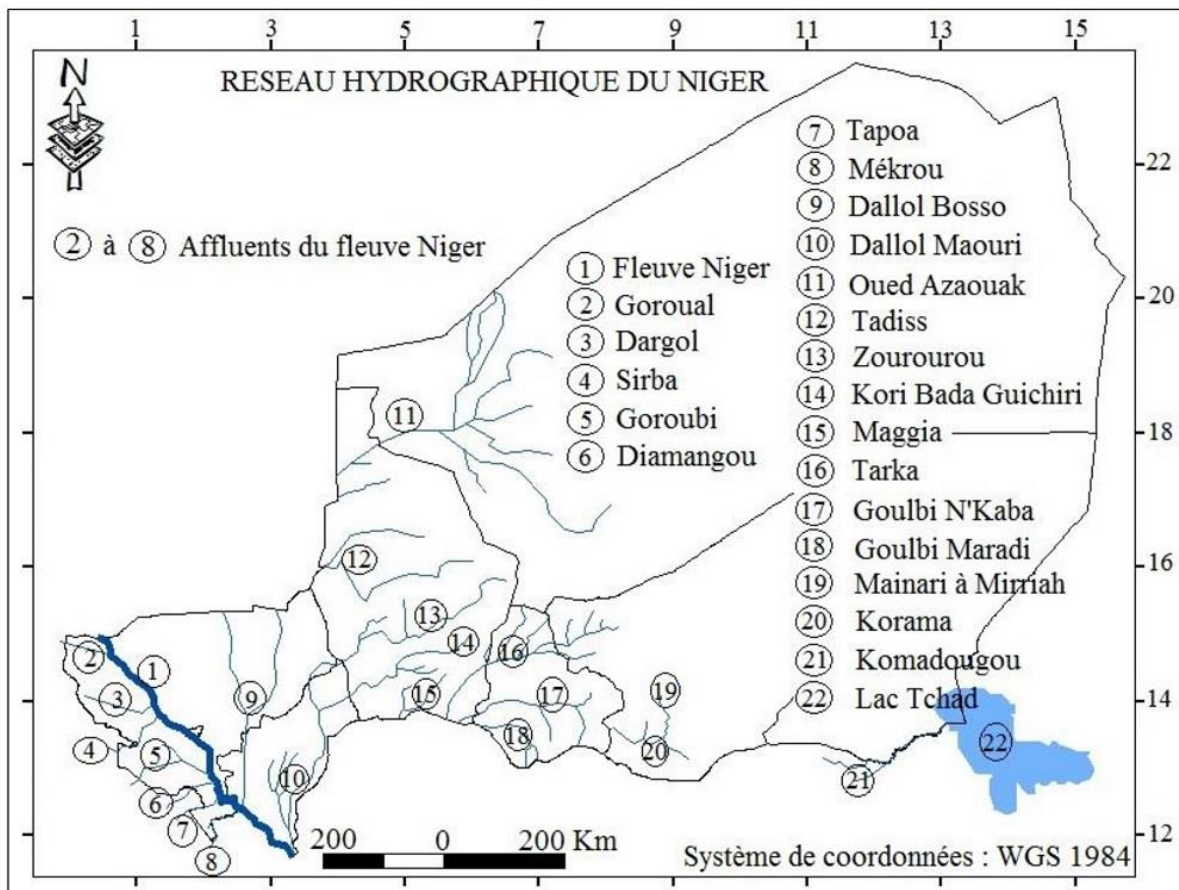 1 3 5 7 9 11 13 15
RESEAU HYDROGRAPHIQUE DU NIGER
N
22
20
18
16
14
12
② à ⑧ Affluents du fleuve Niger
① Fleuve Niger
② Goroual
③ Dargol
④ Sirba
⑤ Goroubi
⑥ Diamangou
⑦ Tapoa
⑧ Mékrou
⑨ Dallol Bosso
⑩ Dallol Maouri
⑪ Oued Azaouak
⑫ Tadiss
⑬ Zourourou
⑭ Kori Bada Guichiri
⑮ Maggia
⑯ Tarka
⑰ Goulbi N'Kaba
⑱ Goulbi Maradi
⑲ Mainari à Mirriah
⑳ Korama
㉑ Komadougou
㉒ Lac Tchad
⑪
⑫
⑬
⑭
⑯
②
①
③
⑨
⑮
⑰
⑲
④
⑤
⑱
⑳
㉒
⑥
⑩
㉑
⑦
⑧
200 0 200 Km
Système de coordonnées : WGS 1984